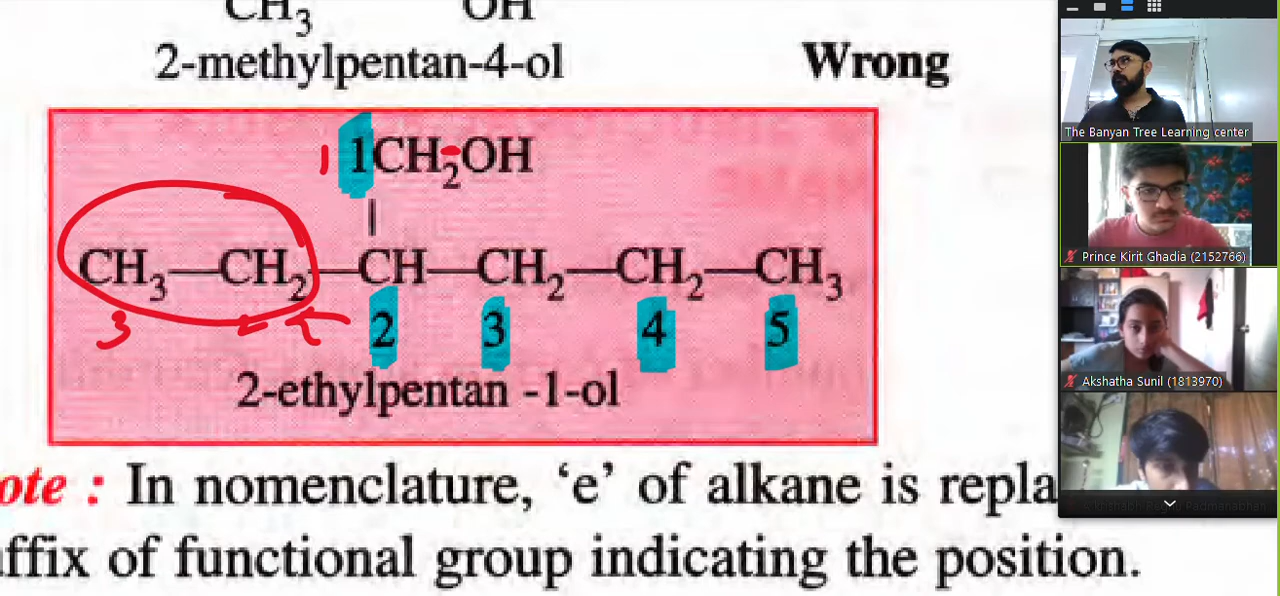 CH3 OH
2-methylpentan-4-ol Wrong
1 1CH2OH
CH3—CH2—CH—CH2—CH2—CH3
3 2 3 4 5
2-ethylpentan -1-ol
ote : In nomenclature, ‘e’ of alkane is repla
uffix of functional group indicating the position.
The Banyan Tree Learning center
Prince Kirit Ghadia (2152766)
Akshatha Sunil (1813970)